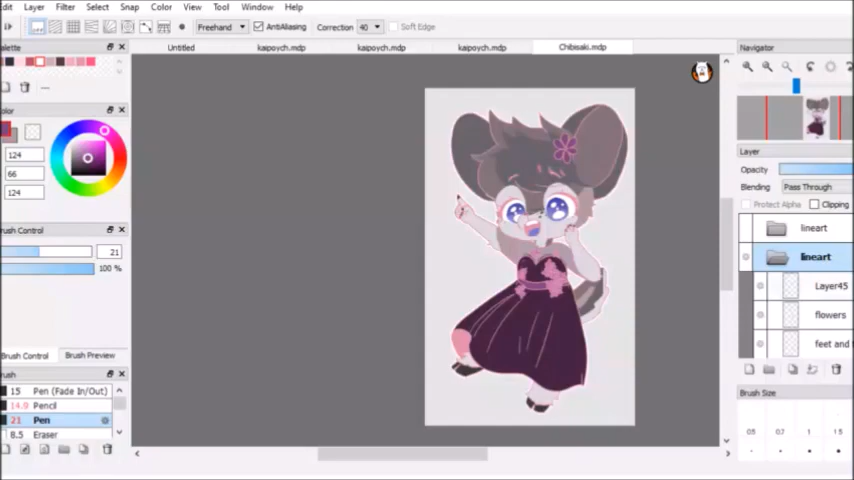 dit Layer Filter Select Snap Color View Tool Window Help
Freehand AntiAliasing Correction 40 Soft Edge
Untitled kaipoych.mdp kaipoych.mdp kaipoych.mdp Chibisaki.mdp
alette
olor
124
66
124
rush Control
21
100 %
Brush Control Brush Preview
rush
15 Pen (Fade In/Out)
14.9 Pencil
21 Pen
8.5 Eraser
Navigator
Layer
Opacity
Blending Pass Through
Protect Alpha Clipping
lineart
lineart
Layer45
flowers
feet and
Brush Size
0.5 0.7 1 1.5